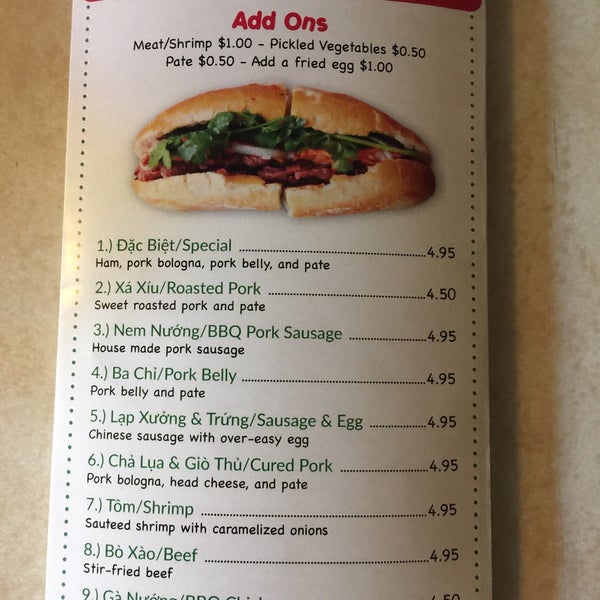 Add Ons
Meat/Shrimp $1.00 - Pickled Vegetables $0.50
Pate $0.50 - Add a fried egg $1.00
1.) Đặc Biệt/Special 4.95
Ham, pork bologna, pork belly, and pate
2.) Xá Xíu/Roasted Pork 4.50
Sweet roasted pork and pate
3.) Nem Nướng/BBQ Pork Sausage 4.95
House made pork sausage
4.) Ba Chỉ/Pork Belly 4.95
Pork belly and pate
5.) Lạp Xưởng & Trứng/Sausage & Egg 4.95
Chinese sausage with over-easy egg
6.) Chả Lụa & Giò Thủ/Cured Pork 4.95
Pork bologna, head cheese, and pate
7.) Tôm/Shrimp 4.95
Sauteed shrimp with caramelized onions
8.) Bò Xào/Beef 4.95
Stir-fried beef
9.) Gà Nướng/BBQ 4.50